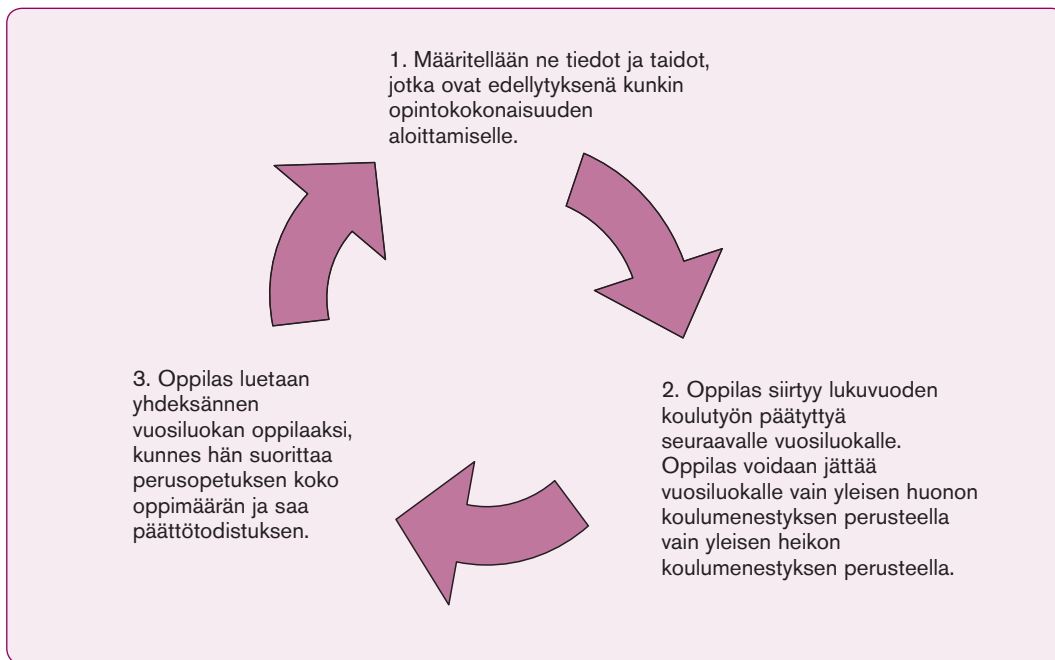 1. Määritellään ne tiedot ja taidot,
jotka ovat edellytyksenä kunkin
opintokokonaisuuden
aloittamiselle.
2. Oppilas siirtyy lukuvuoden
koulutyön päätyttyä
seuraavalle vuosiluokalle.
Oppilas voidaan jättää
vuosiluokalle vain yleisen huonon
koulumenestyksen perusteella
vain yleisen heikon
koulumenestyksen perusteella.
3. Oppilas luetaan
yhdeksännen
vuosiluokan oppilaaksi,
kunnes hän suorittaa
perusopetuksen koko
oppimäärän ja saa
päättötodistuksen.